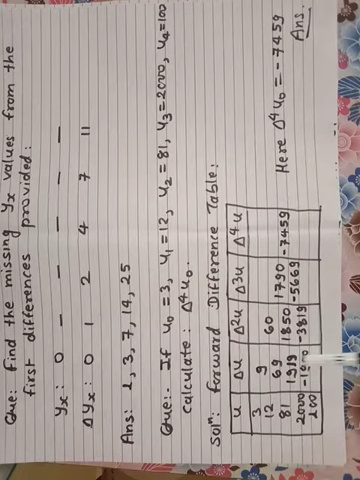 Que: Find the missing Yx values from the
first differences provided:
Yx: 0 — — — — —
ΔYx: 0 1 2 4 7 11
Ans: 1, 3, 7, 14, 25
Que:- If u0 = 3, u1 = 12, u2 = 81, u3 = 2000, u4 = 100
calculate: Δ⁴u0.
Soln: Forward Difference Table:
u Δu Δ2u Δ3u Δ⁴u
3 9 60 1790 -7459
12 69 1850 -5669
81 1919 -3819
2000
200
Here Δ⁴u0 = -7459
Ans.